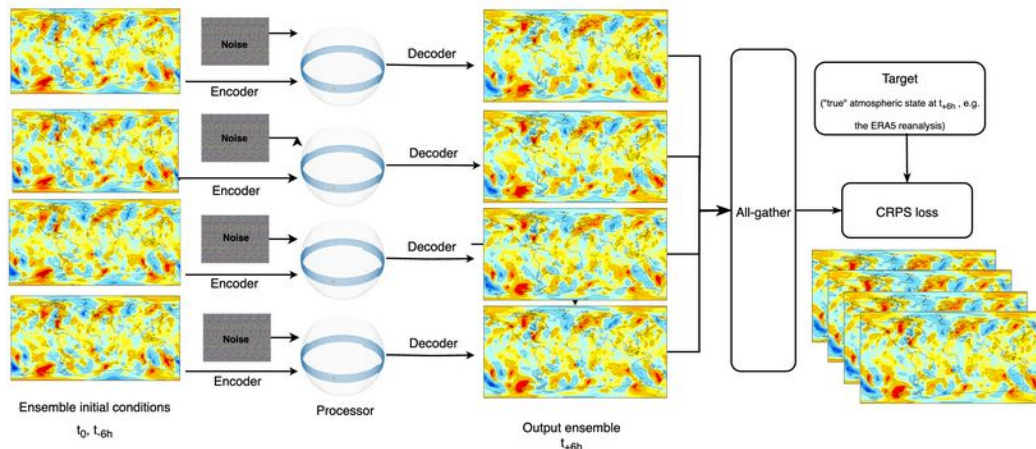 Noise
Encoder
Decoder
Noise
Encoder
Decoder
Noise
Encoder
Decoder
Noise
Encoder
Decoder
Ensemble initial conditions
t0, t-6h
Processor
Output ensemble
t+6h
All-gather
Target
("true" atmospheric state at t+6h , e.g.
the ERA5 reanalysis)
CRPS loss